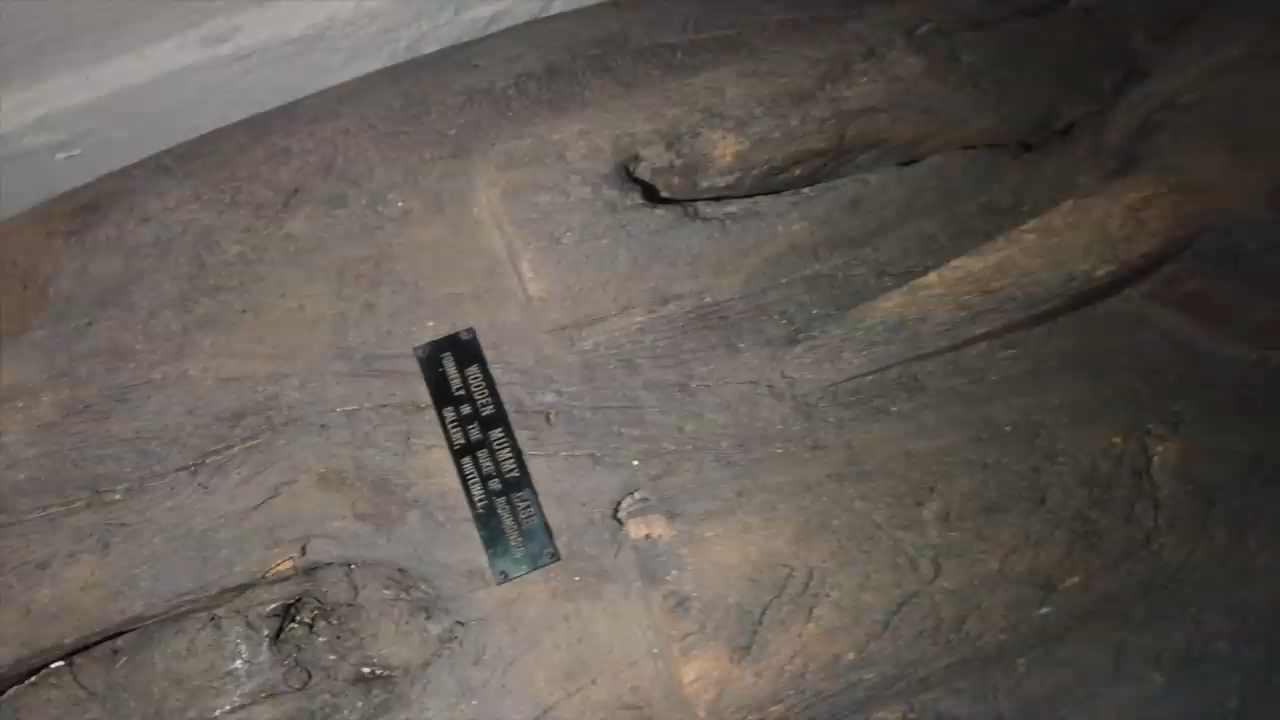 WOODEN MUMMY CASE
FORMERLY IN THE DUKE OF RICHMOND'S
GALLERY, WHITEHALL.